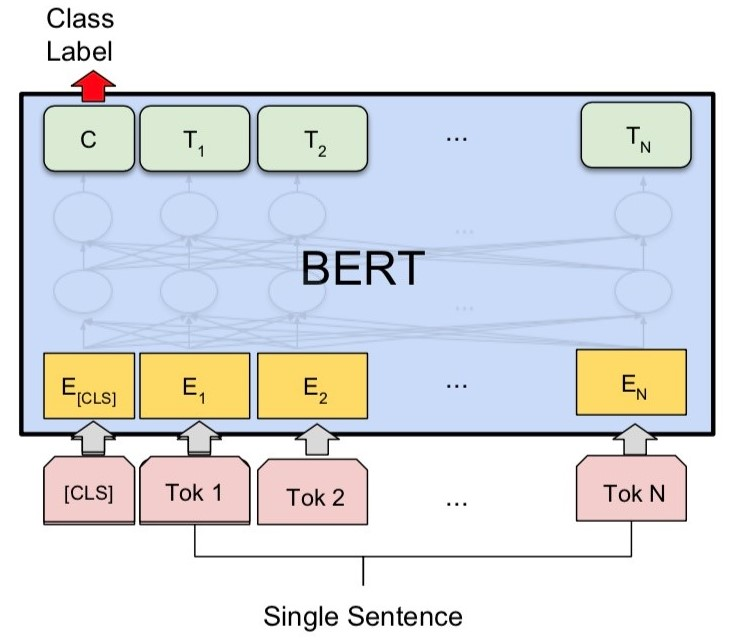 Class
Label
C T1 T2 ... TN
...
BERT
...
E[CLS] E1 E2 ... EN
[CLS] Tok 1 Tok 2 ... Tok N
Single Sentence